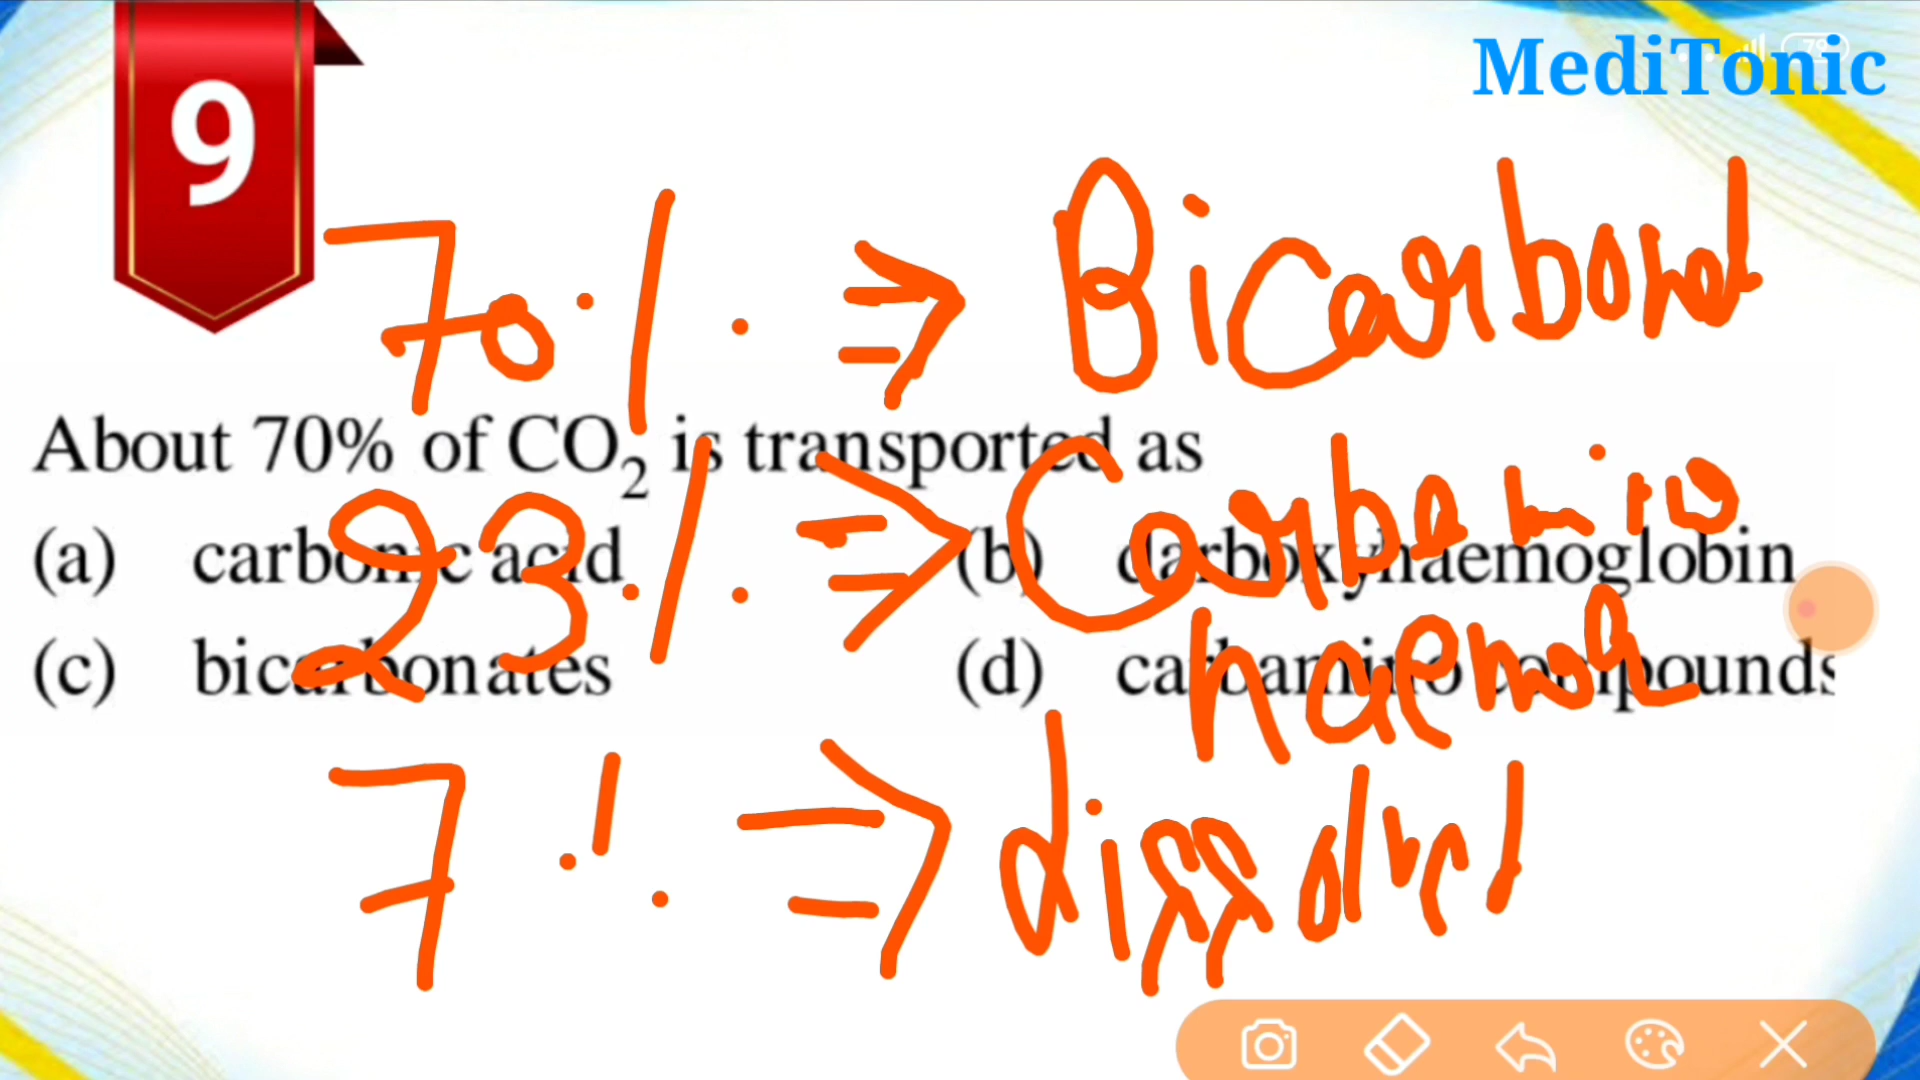 MediTonic
9
70% ⇒ Bicarbonat
About 70% of CO₂ is transported as
23% ⇒ Carbamino
(a) carbonic acid (b) carboxyhaemoglobin
haemo
(c) bicarbonates (d) carbamino compounds
7% ⇒ dissolved